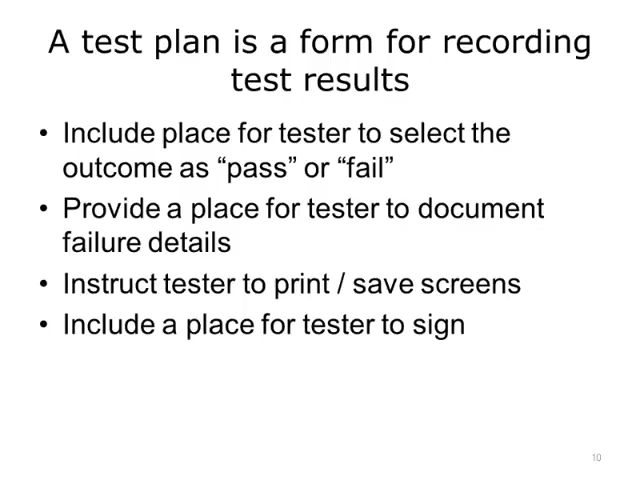 A test plan is a form for recording
test results
• Include place for tester to select the
outcome as “pass” or “fail”
• Provide a place for tester to document
failure details
• Instruct tester to print / save screens
• Include a place for tester to sign
10